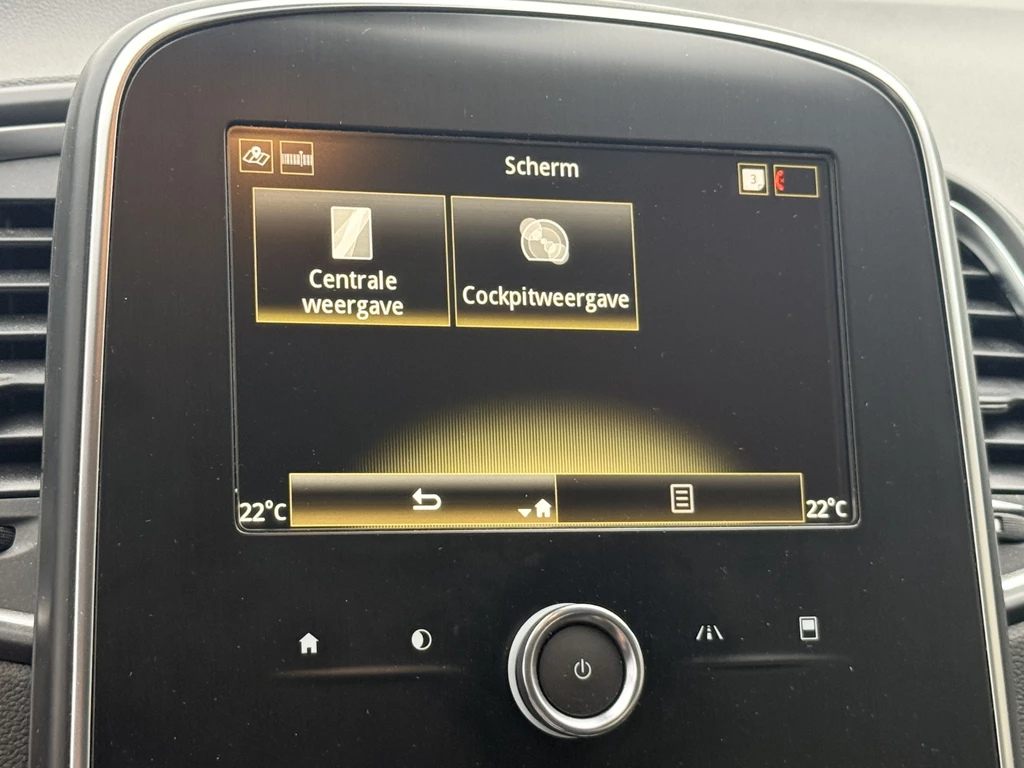 Scherm
3
Centrale
weergave
Cockpitweergave
22°C
22°C